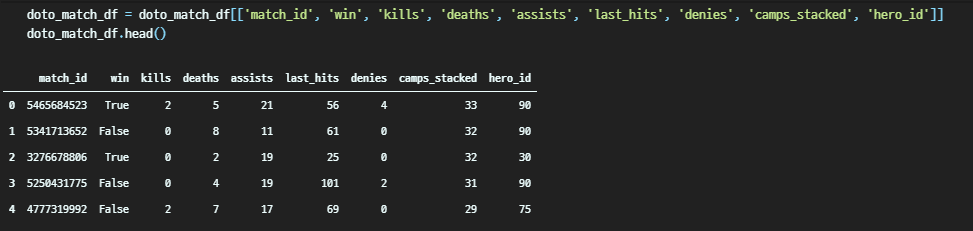 doto_match_df = doto_match_df[['match_id', 'win', 'kills', 'deaths', 'assists', 'last_hits', 'denies', 'camps_stacked', 'hero_id']]
doto_match_df.head()
match_id win kills deaths assists last_hits denies camps_stacked hero_id
0 5465684523 True 2 5 21 56 4 33 90
1 5341713652 False 0 8 11 61 0 32 90
2 3276678806 True 0 2 19 25 0 32 30
3 5250431775 False 0 4 19 101 2 31 90
4 4777319992 False 2 7 17 69 0 29 75